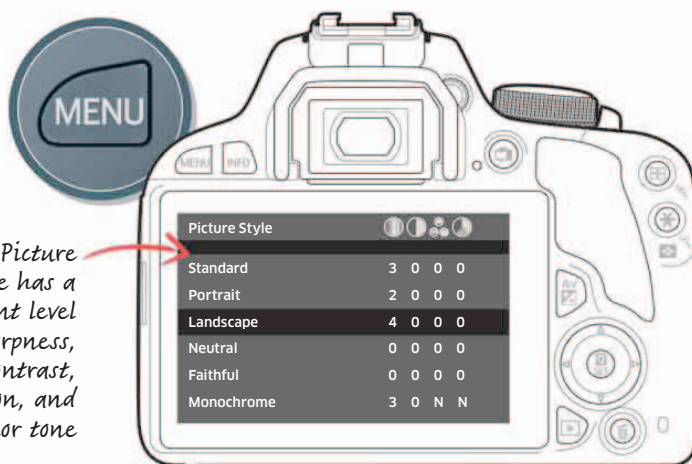 MENU
MENU INFO
Picture Style
Standard 3 0 0 0
Portrait 2 0 0 0
Landscape 4 0 0 0
Neutral 0 0 0 0
Faithful 0 0 0 0
Monochrome 3 0 N N
AV
Picture
e has a
nt level
rpness,
ntrast,
on, and
or tone